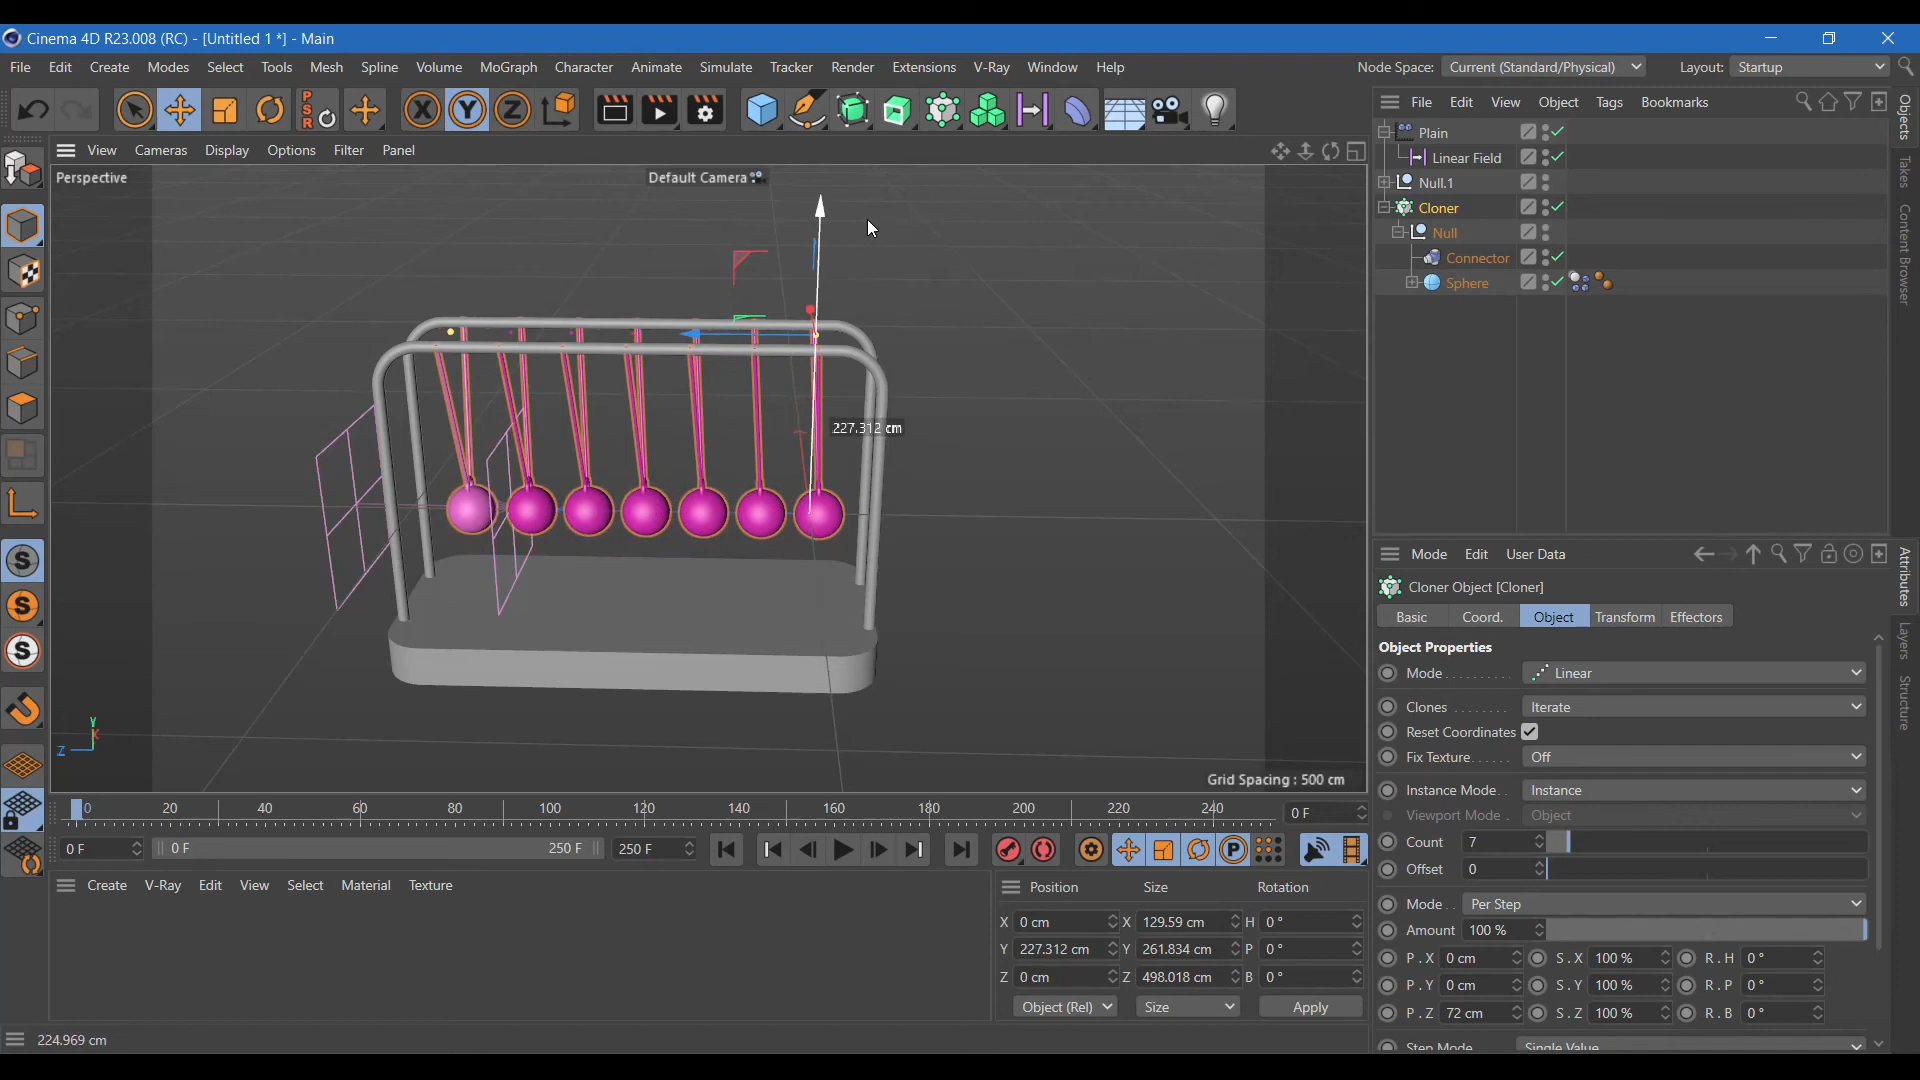 Cinema 4D R23.008 (RC) - [Untitled 1 *] - Main
File Edit Create Modes Select Tools Mesh Spline Volume MoGraph Character Animate Simulate Tracker Render Extensions V-Ray Window Help
Node Space: Current (Standard/Physical) Layout: Startup
PSR X Y Z
View Cameras Display Options Filter Panel
Perspective
Default Camera
227.312 cm
Grid Spacing : 500 cm
Y
X
Z
0 20 40 60 80 100 120 140 160 180 200 220 240 0 F
0 F 0 F 250 F 250 F
Create V-Ray Edit View Select Material Texture
Position Size Rotation
X 0 cm X 129.59 cm H 0 °
Y 227.312 cm Y 261.834 cm P 0 °
Z 0 cm Z 498.018 cm B 0 °
Object (Rel) Size Apply
224.969 cm
File Edit View Object Tags Bookmarks
Plain
Linear Field
Null.1
Cloner
Null
Connector
Sphere
Objects
Takes
Content Browser
Mode Edit User Data
Cloner Object [Cloner]
Basic Coord. Object Transform Effectors
Object Properties
Mode Linear
Clones Iterate
Reset Coordinates
Fix Texture Off
Instance Mode Instance
Viewport Mode Object
Count 7
Offset 0
Mode Per Step
Amount 100 %
P . X 0 cm S . X 100 % R . H 0 °
P . Y 0 cm S . Y 100 % R . P 0 °
P . Z 72 cm S . Z 100 % R . B 0 °
Step Mode Single Value
Attributes
Layers
Structure